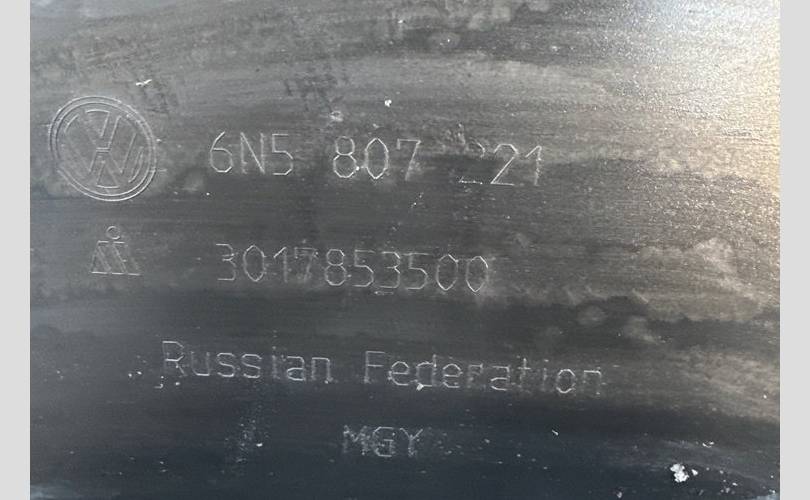 6N5 807 221
3017853500
Russian Federation
MGY